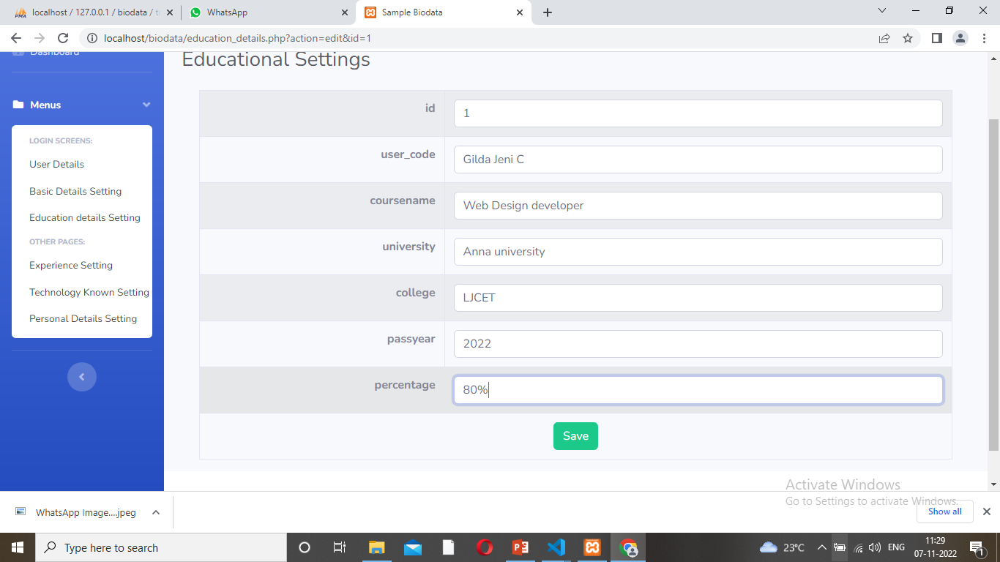 localhost / 127.0.0.1 / biodata / t
WhatsApp
Sample Biodata
localhost/biodata/education_details.php?action=edit&id=1
Dashboard
Menus
LOGIN SCREENS:
User Details
Basic Details Setting
Education details Setting
OTHER PAGES:
Experience Setting
Technology Known Setting
Personal Details Setting
Educational Settings
id
1
user_code
Gilda Jeni C
coursename
Web Design developer
university
Anna university
college
LJCET
passyear
2022
percentage
80%
Save
Activate Windows
Go to Settings to activate Windows.
WhatsApp Image....jpeg
Show all
Type here to search
23°C
ENG
11:29
07-11-2022
1